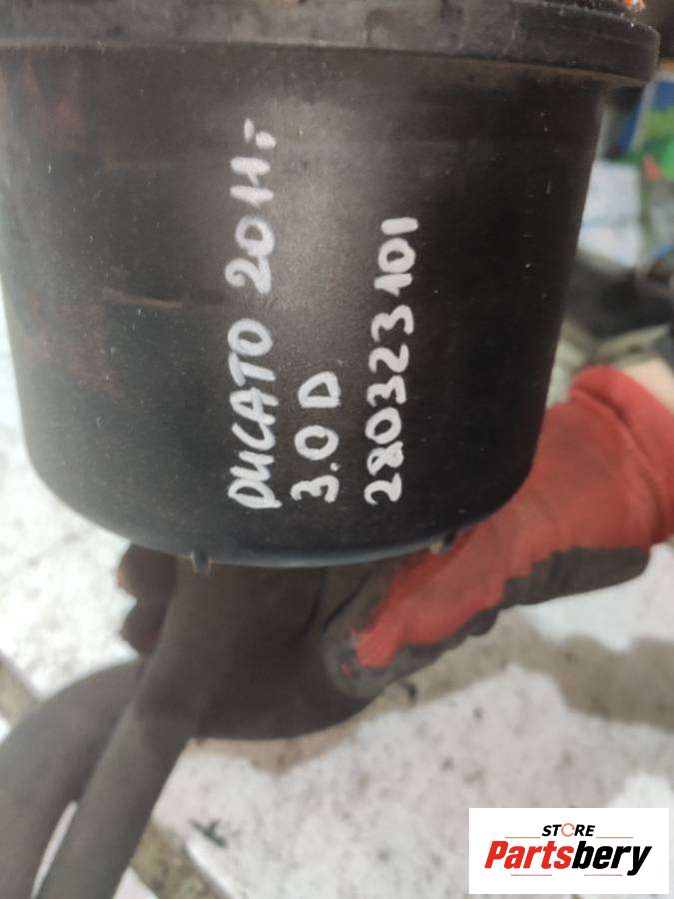 DUCATO 2011;
3.0 D
280323101
STORE
Partsbery